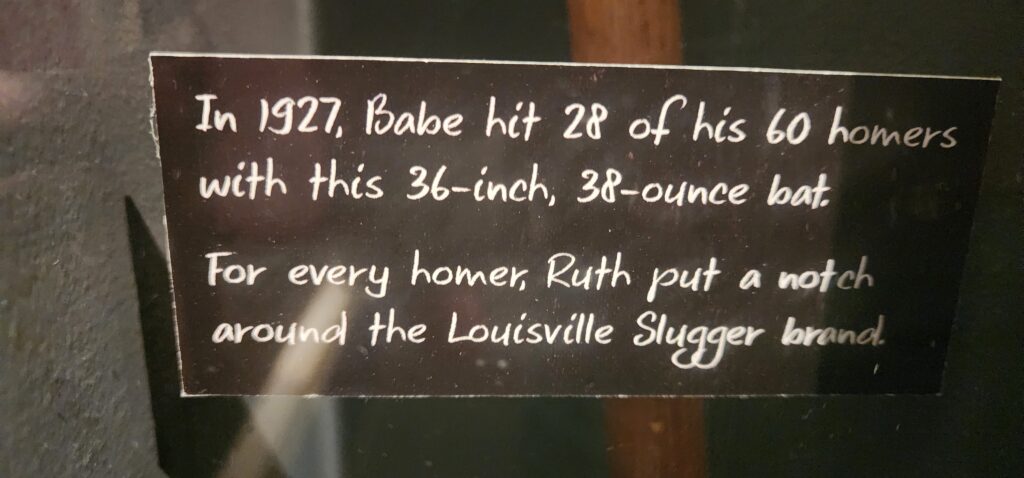 In 1927, Babe hit 28 of his 60 homers
with this 36-inch, 38-ounce bat.
For every homer, Ruth put a notch
around the Louisville Slugger brand.